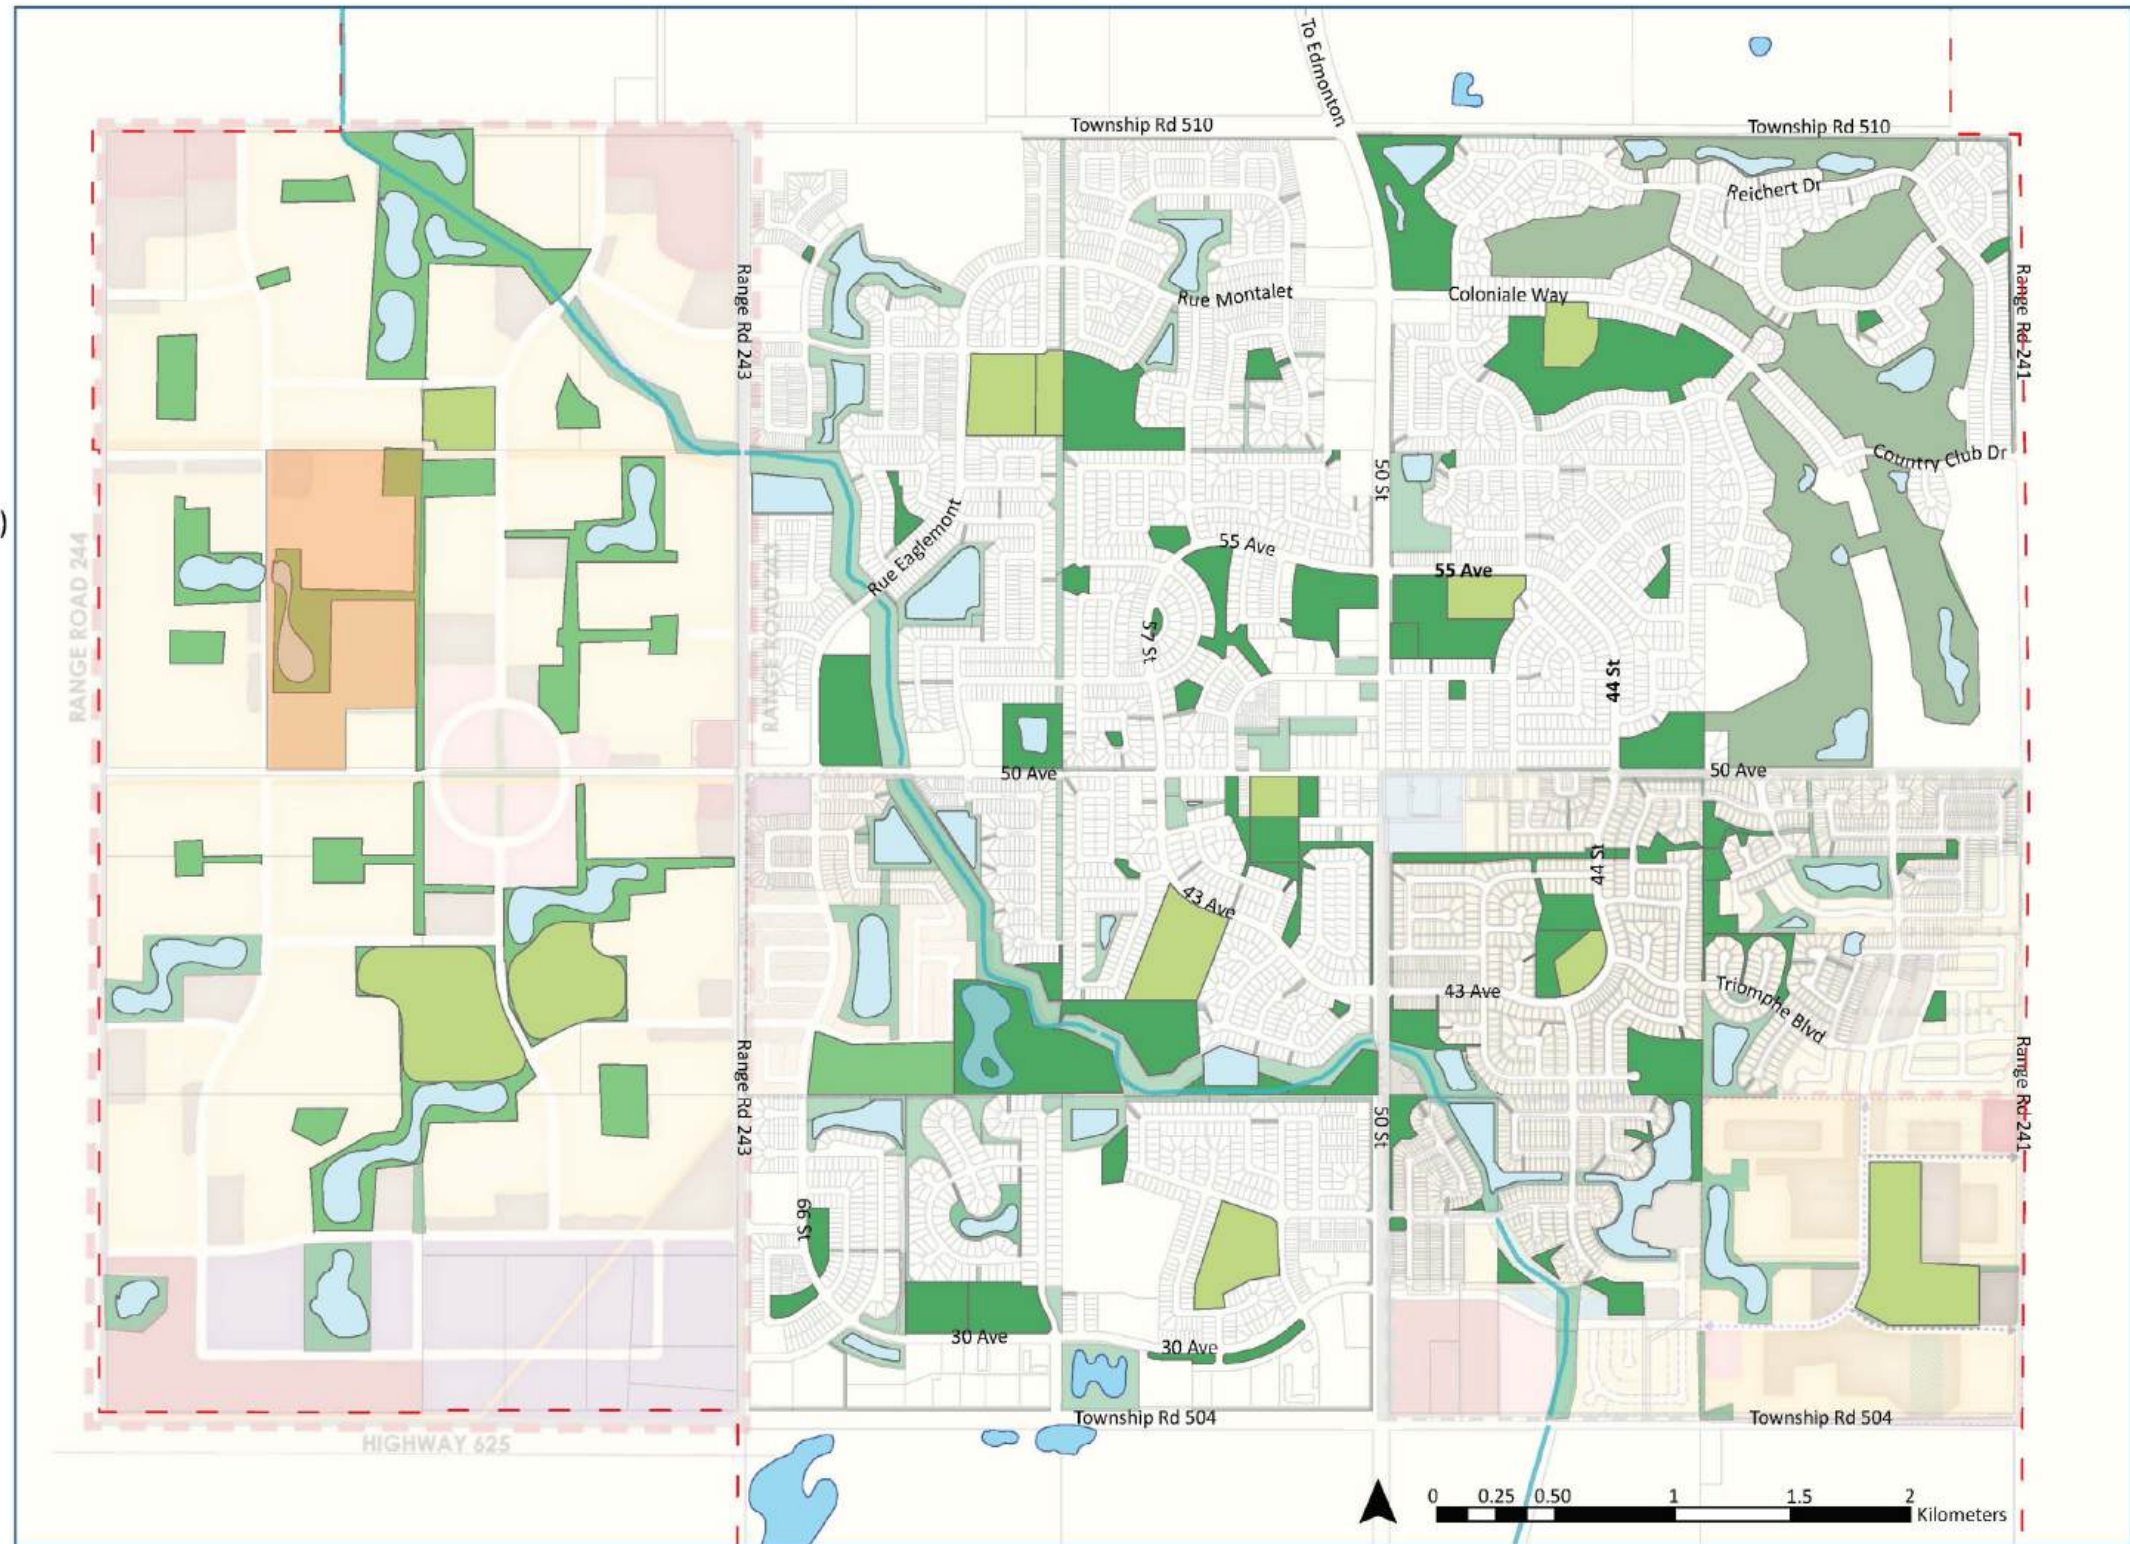 To Edmonton
Township Rd 510
Township Rd 510
Reichert Dr
Range Rd 243
Rue Montalet
Coloniale Way
Range Rd 241
Country Club Dr
50 St
)
Rue Eaglemont
55 Ave
55 Ave
RANGE ROAD 244
RANGE ROAD 243
57 St
44 St
50 Ave
50 Ave
44 St
43 Ave
43 Ave
Triomphe Blvd
Range Rd 243
Range Rd 241
50 St
66 St
30 Ave
30 Ave
Township Rd 504
Township Rd 504
HIGHWAY 625
0 0.25 0.50 1 1.5 2
Kilometers